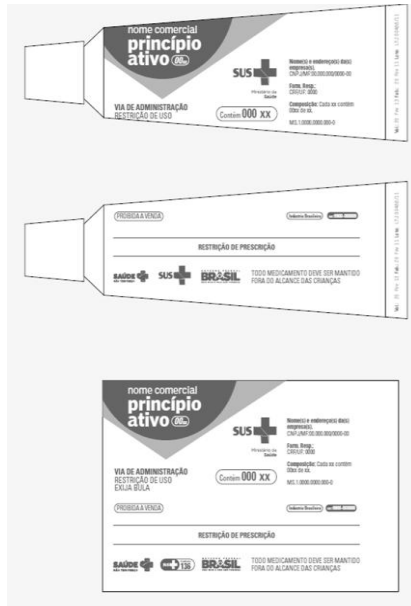 nome comercial
princípio
ativo 00mg
SUS
Ministério da
Saúde
Nome(s) e endereço(s) da(s)
empresa(s).
CNPJ/MF:00.000.000/0000-00
Farm. Resp.:
CRF/UF: 0000
Composição: Cada xx contém
00xx de xx.
MS.1.0000.0000.000-0
VIA DE ADMINISTRAÇÃO
RESTRIÇÃO DE USO
Contém 000 XX
PROIBIDA A VENDA
Indústria Brasileira
RESTRIÇÃO DE PRESCRIÇÃO
SAÚDE
SUS
BRASIL
TODO MEDICAMENTO DEVE SER MANTIDO
FORA DO ALCANCE DAS CRIANÇAS
nome comercial
princípio
ativo 00mg
SUS
Ministério da
Saúde
Nome(s) e endereço(s) da(s)
empresa(s).
CNPJ/MF:00.000.000/0000-00
Farm. Resp.:
CRF/UF: 0000
Composição: Cada xx contém
00xx de xx.
MS.1.0000.0000.000-0
VIA DE ADMINISTRAÇÃO
RESTRIÇÃO DE USO
EXIJA BULA
Contém 000 XX
PROIBIDA A VENDA
Indústria Brasileira
RESTRIÇÃO DE PRESCRIÇÃO
SAÚDE
136
BRASIL
TODO MEDICAMENTO DEVE SER MANTIDO
FORA DO ALCANCE DAS CRIANÇAS